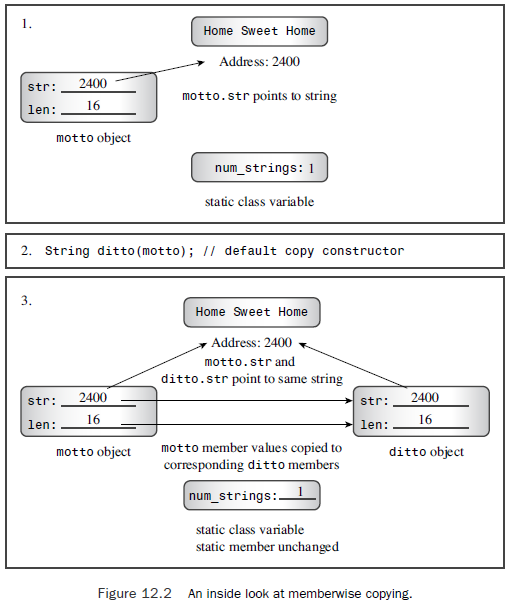 1.
Home Sweet Home
Address: 2400
str: 2400
len: 16
motto.str points to string
motto object
num_strings: 1
static class variable
2. String ditto(motto); // default copy constructor
3.
Home Sweet Home
Address: 2400
motto.str and
ditto.str point to same string
str: 2400
len: 16
str: 2400
len: 16
motto object
motto member values copied to
corresponding ditto members
ditto object
num_strings: 1
static class variable
static member unchanged
Figure 12.2 An inside look at memberwise copying.